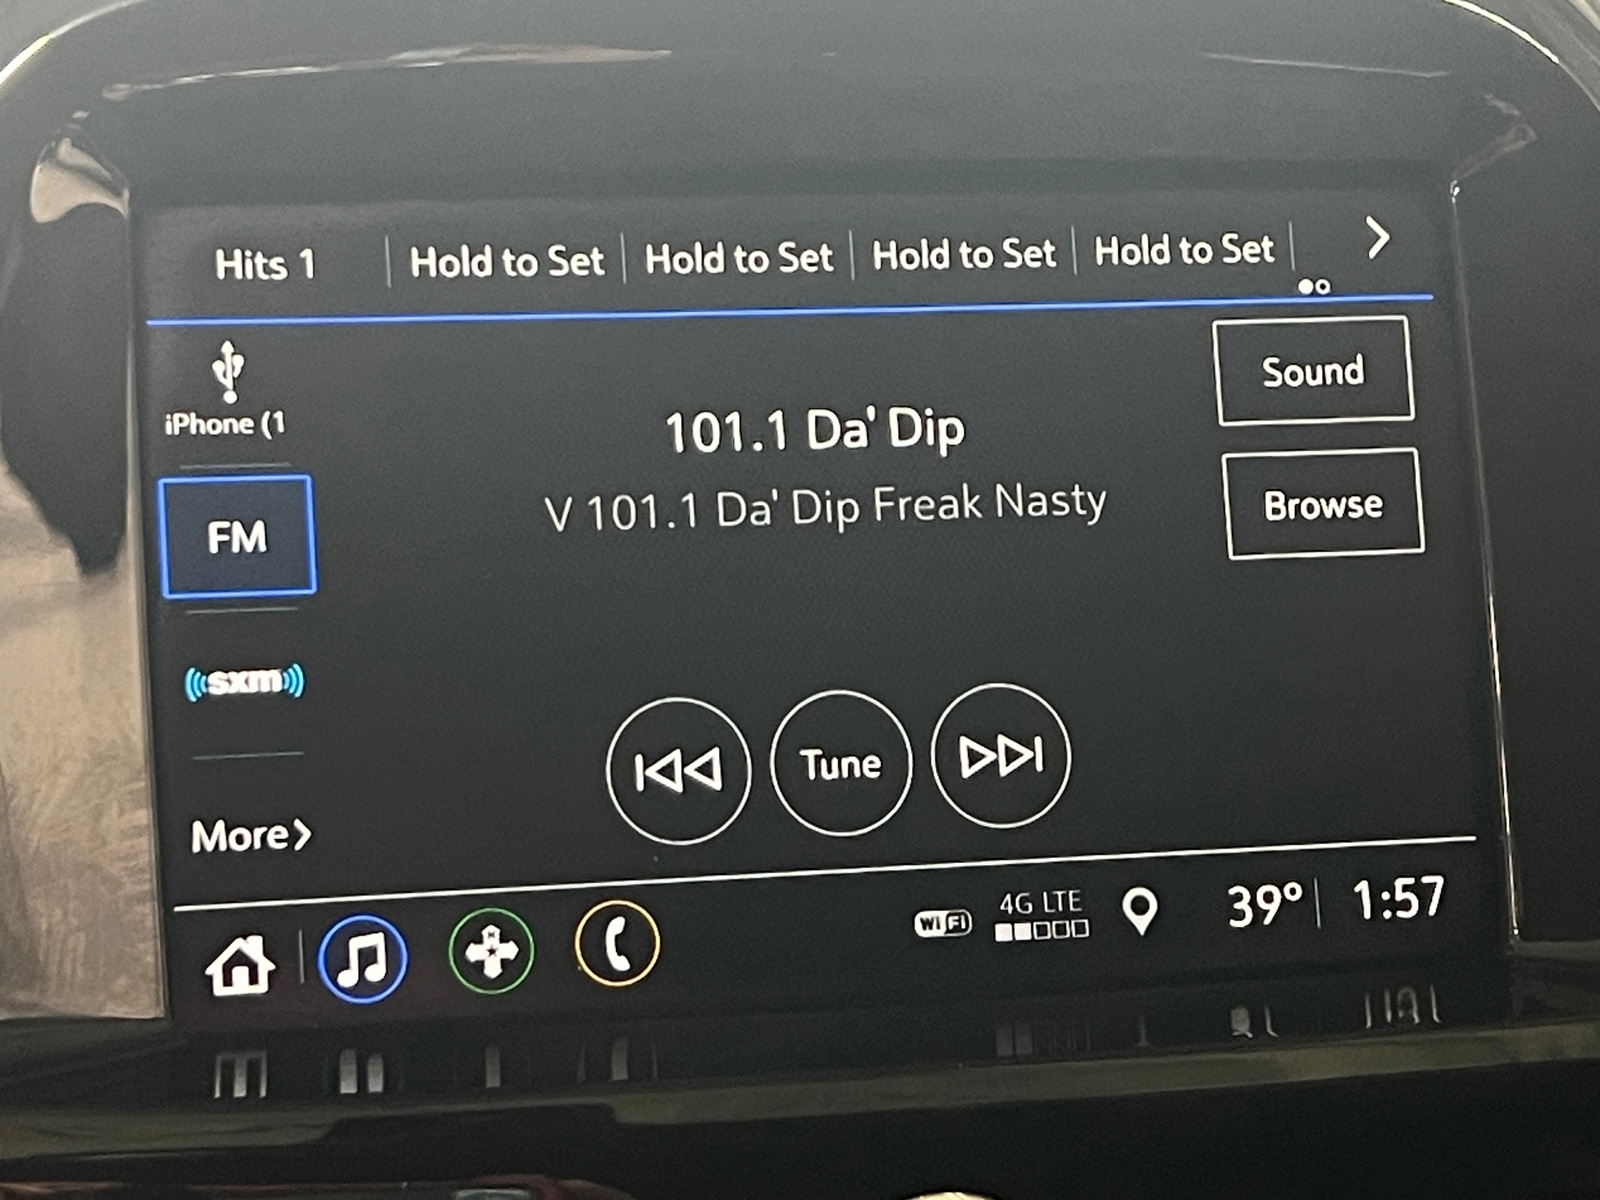 Hits 1
Hold to Set
Hold to Set
Hold to Set
Hold to Set
iPhone (1
FM
sxm
More
101.1 Da' Dip
V 101.1 Da' Dip Freak Nasty
Sound
Browse
Tune
WiFi
4G LTE
39°
1:57